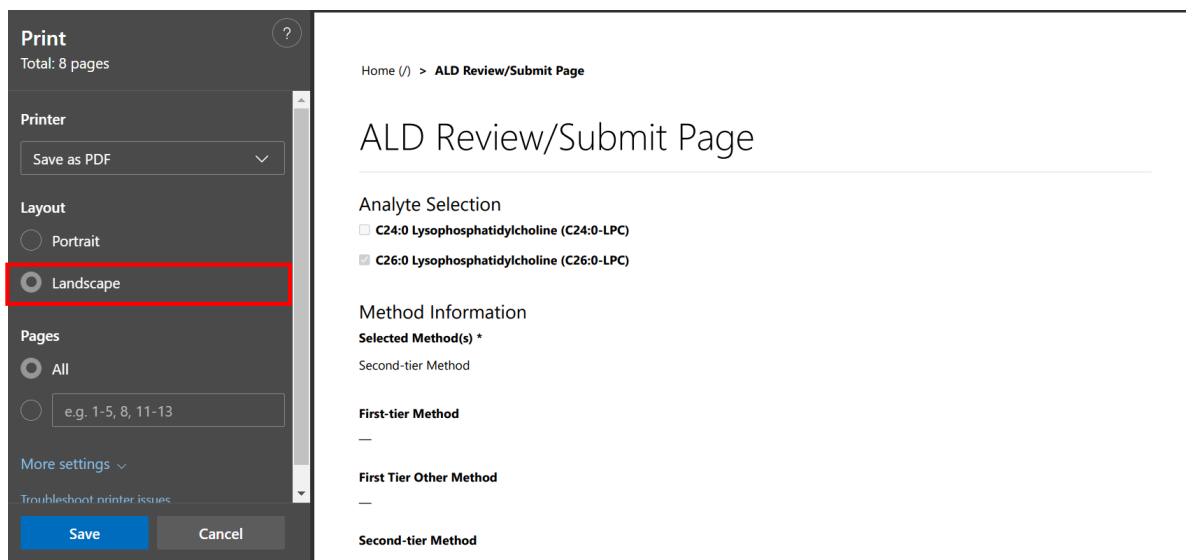 Print
?
Total: 8 pages
Printer
Save as PDF
Layout
Portrait
Landscape
Pages
All
e.g. 1-5, 8, 11-13
More settings
Troubleshoot printer issues
Save
Cancel
Home (/) > ALD Review/Submit Page
ALD Review/Submit Page
Analyte Selection
C24:0 Lysophosphatidylcholine (C24:0-LPC)
C26:0 Lysophosphatidylcholine (C26:0-LPC)
Method Information
Selected Method(s) *
Second-tier Method
First-tier Method
—
First Tier Other Method
—
Second-tier Method